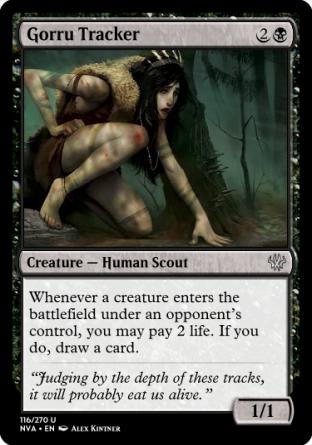 Gorru Tracker 2
Creature — Human Scout
Whenever a creature enters the
battlefield under an opponent's
control, you may pay 2 life. If you
do, draw a card.
"Judging by the depth of these tracks,
it will probably eat us alive."
1/1
116/270 U
NVA • EN Alex Kintner